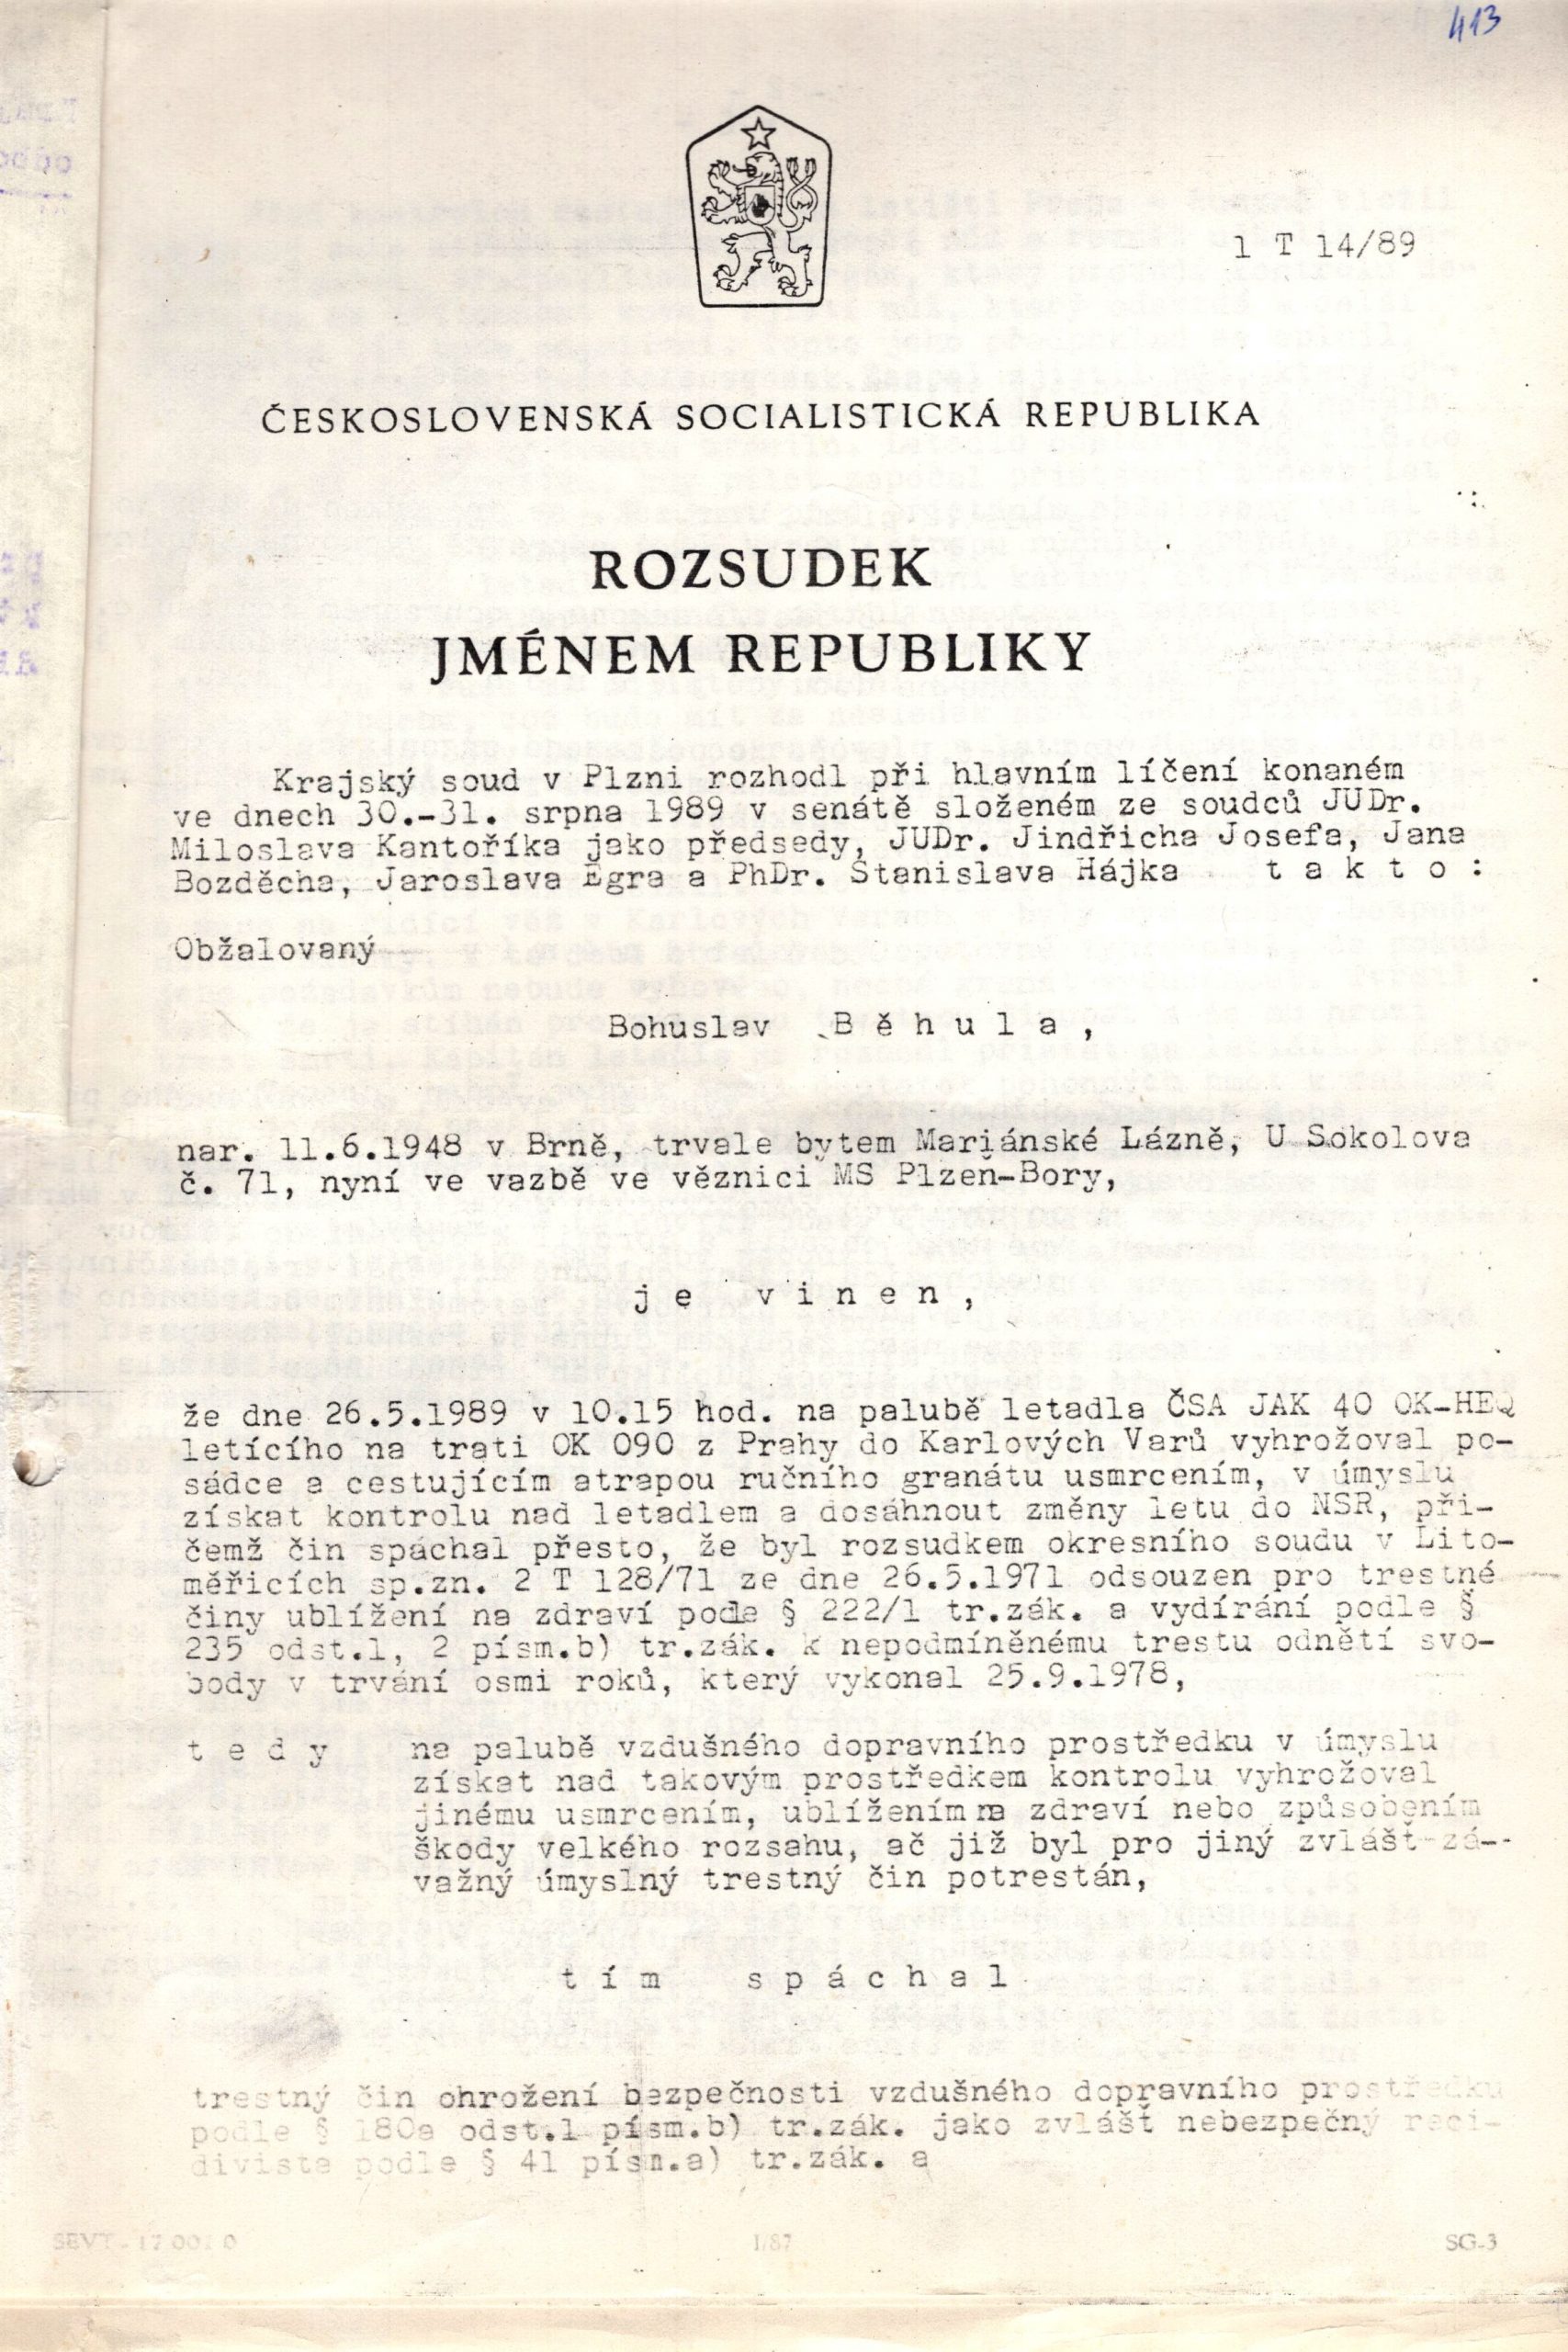 413
1 T 14/89
ČESKOSLOVENSKÁ SOCIALISTICKÁ REPUBLIKA
ROZSUDEK
JMÉNEM REPUBLIKY
Krajský soud v Plzni rozhodl při hlavním líčení konaném
ve dnech 30.-31. srpna 1989 v senátě složeném ze soudců JUDr.
Miloslava Kantoříka jako předsedy, JUDr. Jindřicha Josefa, Jana
Bozděcha, Jaroslava Egra a PhDr. Stanislava Hájka t a k t o :
Obžalovaný
Bohuslav B ě h u l a ,
nar. 11.6.1948 v Brně, trvale bytem Mariánské Lázně, U Sokolova
č. 71, nyní ve vazbě ve věznici MS Plzen-Bory,
j e v i n e n ,
že dne 26.5.1989 v 10.15 hod. na palubě letadla ČSA JAK 40 OK-HEQ
letícího na trati OK 090 z Prahy do Karlových Varů vyhrožoval po-
sádce a cestujícím atrapou ručního granátu usmrcením, v úmyslu
získat kontrolu nad letadlem a dosáhnout změny letu do NSR, při-
čemž čin spáchal přesto, že byl rozsudkem okresního soudu v Lito-
měřicích sp.zn. 2 T 128/71 ze dne 26.5.1971 odsouzen pro trestné
činy ublížení na zdraví podle § 222/1 tr.zák. a vydírání podle §
235 odst.1, 2 písm.b) tr.zák. k nepodmíněnému trestu odnětí svo-
body v trvání osmi roků, který vykonal 25.9.1978,
t e d y na palubě vzdušného dopravního prostředku v úmyslu
získat nad takovým prostředkem kontrolu vyhrožoval
jinému usmrcením, ublížením na zdraví nebo způsobením
škody velkého rozsahu, ač již byl pro jiný zvlášť zá-
važný úmyslný trestný čin potrestán,
t í m s p á c h a l
trestný čin ohrožení bezpečnosti vzdušného dopravního prostředku
podle § 180a odst.1 písm.b) tr.zák. jako zvlášť nebezpečný reci-
divista podle § 41 písm.a) tr.zák. a
SEVT - 17 001 0 1/87 SG-3